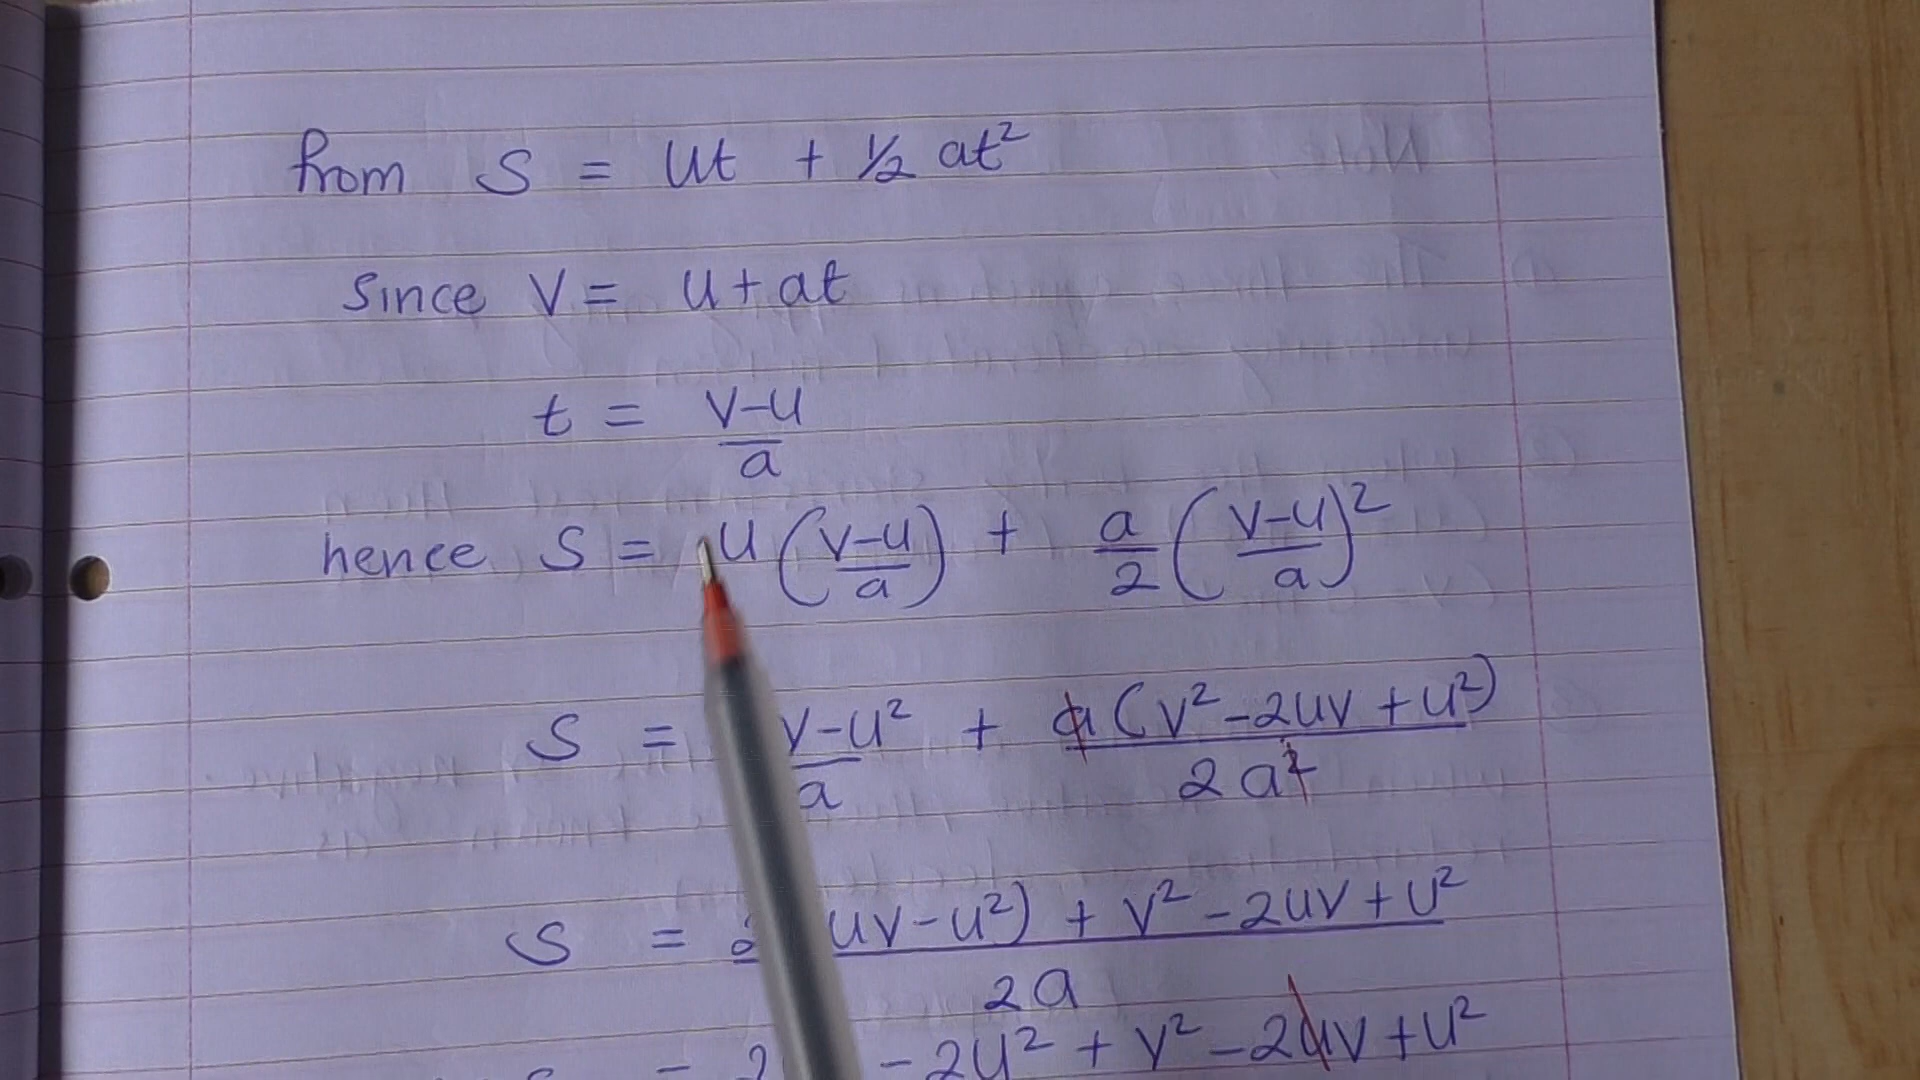 from S = Ut + 1/2 at²
Since V = U + at
t = V-U / a
hence S = U (V-U / a) + a/2 (V-U / a)²
S = V-U² / a + a (V² - 2UV + U²) / 2a²
S = UV - U²) + V² - 2UV + U² / 2a
- 2U² + V² - 2UV + U²